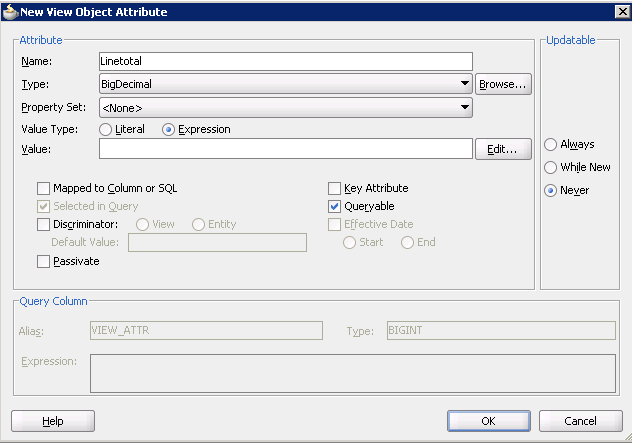 New View Object Attribute
Attribute
Updatable
Name: Linetotal
Type: BigDecimal Browse...
Property Set: <None>
Value Type: Literal Expression
Value: Edit...
Always
While New
Never
Mapped to Column or SQL Key Attribute
Selected in Query Queryable
Discriminator: View Entity Effective Date
Default Value: Start End
Passivate
Query Column
Alias: VIEW_ATTR Type: BIGINT
Expression:
Help OK Cancel